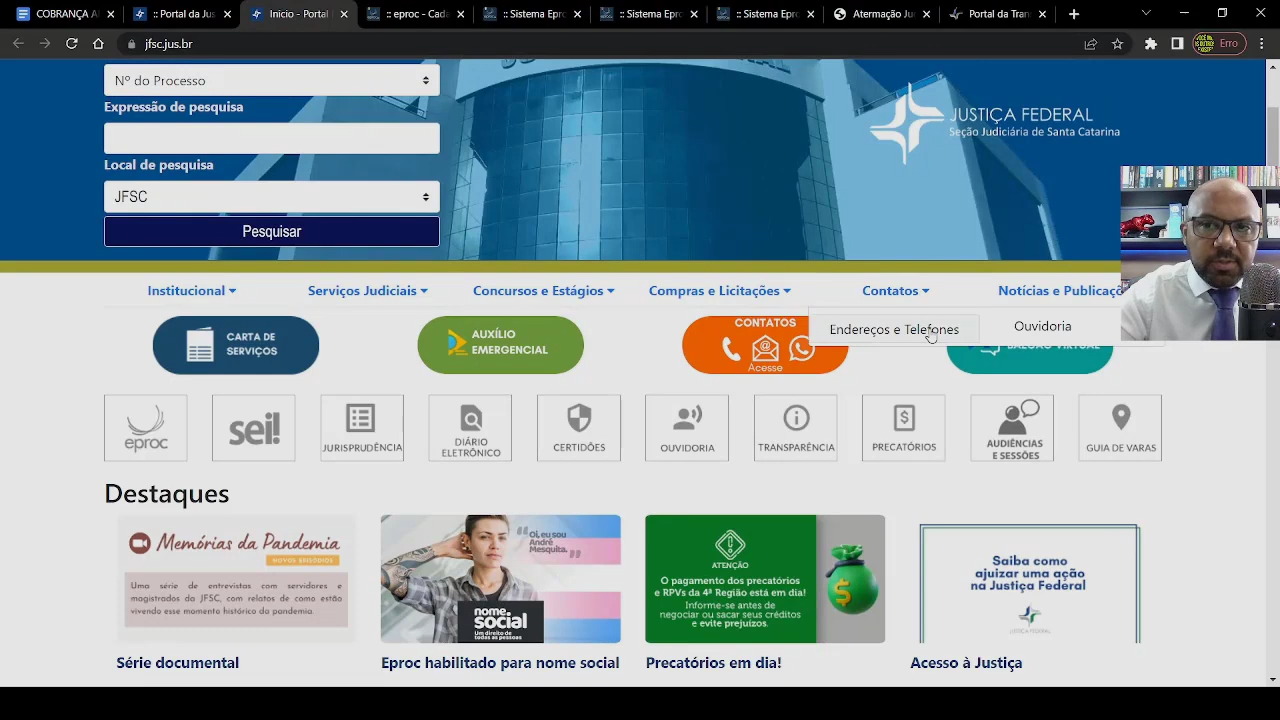 COBRANÇA A
:: Portal da Jus
Início - Portal
:: eproc - Cada
:: Sistema Epr
:: Sistema Epro
:: Sistema Epr
Atermação Ju
Portal da Tran
jfsc.jus.br
Erro
Nº do Processo
Expressão de pesquisa
Local de pesquisa
JFSC
Pesquisar
JUSTIÇA FEDERAL
Seção Judiciária de Santa Catarina
Institucional
Serviços Judiciais
Concursos e Estágios
Compras e Licitações
Contatos
Notícias e Publicaçõ
Endereços e Telefones
Ouvidoria
CARTA DE
SERVIÇOS
AUXÍLIO
EMERGENCIAL
CONTATOS
Acesse
BALCÃO VIRTUAL
eproc
sei!
JURISPRUDÊNCIA
DIÁRIO
ELETRÔNICO
CERTIDÕES
OUVIDORIA
TRANSPARÊNCIA
PRECATÓRIOS
AUDIÊNCIAS
E SESSÕES
GUIA DE VARAS
Destaques
Memórias da Pandemia
NOVOS EPISÓDIOS
Uma série de entrevistas com servidores e
magistrados da JFSC, com relatos de como estão
vivendo esse momento histórico da pandemia.
Oi, eu sou
André
Mesquita.
nome
social
Um direito de
todas as pessoas
ATENÇÃO
O pagamento dos precatórios
e RPVs da 4ª Região está em dia!
Informe-se antes de
negociar ou sacar seus créditos
e evite prejuízos.
Saiba como
ajuizar uma ação
na Justiça Federal
JUSTIÇA FEDERAL
Série documental
Eproc habilitado para nome social
Precatórios em dia!
Acesso à Justiça